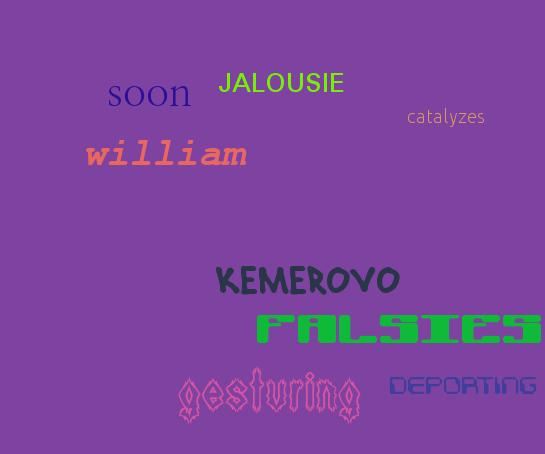 JALOUSIE
soon
catalyzes
william
KEMEROVO
FALSIES
DEPORTING
gesturing